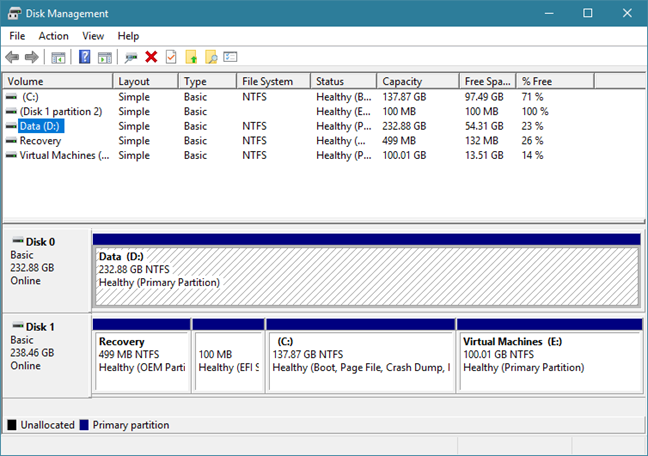 Disk Management
File Action View Help
Volume Layout Type File System Status Capacity Free Spa... % Free
(C:) Simple Basic NTFS Healthy (B... 137.87 GB 97.49 GB 71 %
(Disk 1 partition 2) Simple Basic Healthy (E... 100 MB 100 MB 100 %
Data (D:) Simple Basic NTFS Healthy (P... 232.88 GB 54.31 GB 23 %
Recovery Simple Basic NTFS Healthy (... 499 MB 132 MB 26 %
Virtual Machines (... Simple Basic NTFS Healthy (P... 100.01 GB 13.51 GB 14 %
Disk 0
Basic
232.88 GB
Online
Data (D:)
232.88 GB NTFS
Healthy (Primary Partition)
Disk 1
Basic
238.46 GB
Online
Recovery
499 MB NTFS
Healthy (OEM Parti
100 MB
Healthy (EFI S
(C:)
137.87 GB NTFS
Healthy (Boot, Page File, Crash Dump, I
Virtual Machines (E:)
100.01 GB NTFS
Healthy (Primary Partition)
Unallocated Primary partition